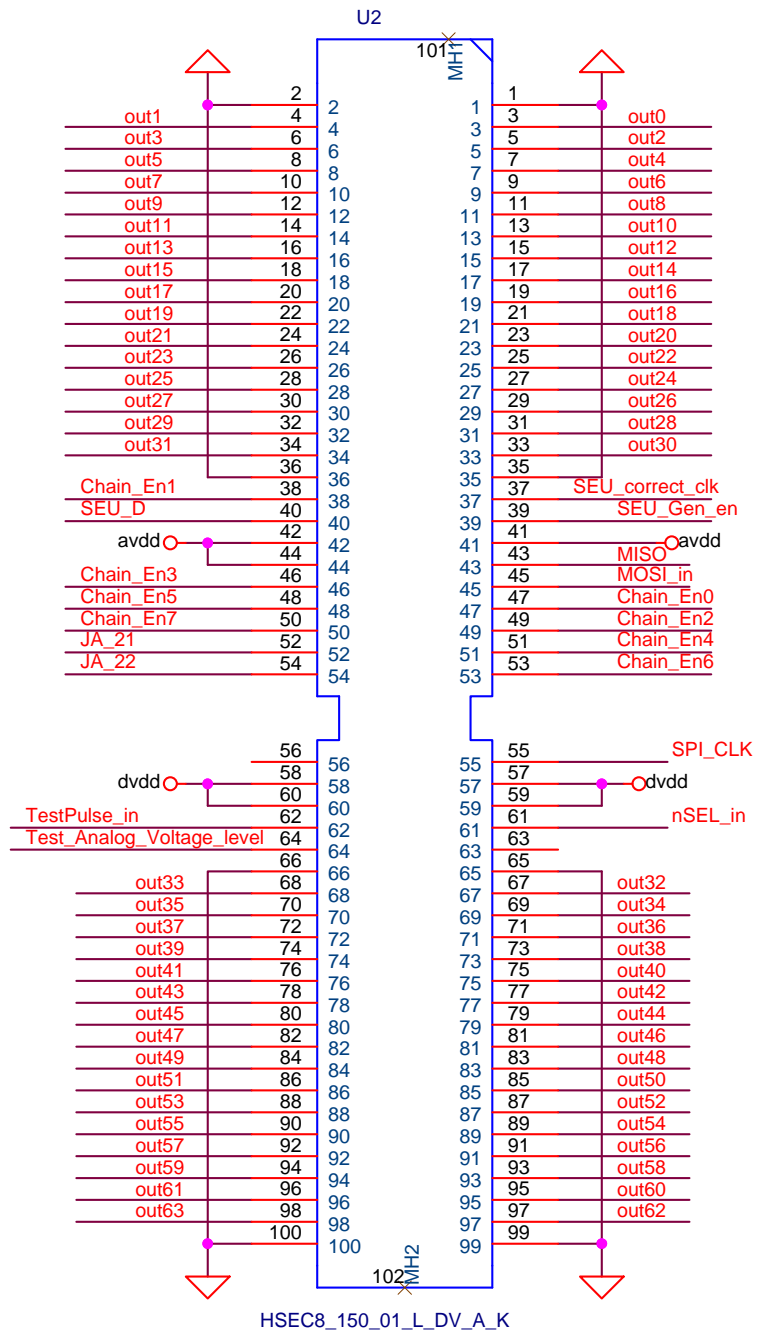 U2
101 MH1
2 2 1 1
out1 4 4 3 3 out0
out3 6 6 5 5 out2
out5 8 8 7 7 out4
out7 10 10 9 9 out6
out9 12 12 11 11 out8
out11 14 14 13 13 out10
out13 16 16 15 15 out12
out15 18 18 17 17 out14
out17 20 20 19 19 out16
out19 22 22 21 21 out18
out21 24 24 23 23 out20
out23 26 26 25 25 out22
out25 28 28 27 27 out24
out27 30 30 29 29 out26
out29 32 32 31 31 out28
out31 34 34 33 33 out30
36 36 35 35
Chain_En1 38 38 37 37 SEU_correct_clk
SEU_D 40 40 39 39 SEU_Gen_en
avdd 42 42 41 41 avdd
44 44 43 43 MISO
Chain_En3 46 46 45 45 MOSI_in
Chain_En5 48 48 47 47 Chain_En0
Chain_En7 50 50 49 49 Chain_En2
JA_21 52 52 51 51 Chain_En4
JA_22 54 54 53 53 Chain_En6
56 56 55 55 SPI_CLK
dvdd 58 58 57 57 dvdd
60 60 59 59
TestPulse_in 62 62 61 61 nSEL_in
Test_Analog_Voltage_level 64 64 63 63
66 66 65 65
out33 68 68 67 67 out32
out35 70 70 69 69 out34
out37 72 72 71 71 out36
out39 74 74 73 73 out38
out41 76 76 75 75 out40
out43 78 78 77 77 out42
out45 80 80 79 79 out44
out47 82 82 81 81 out46
out49 84 84 83 83 out48
out51 86 86 85 85 out50
out53 88 88 87 87 out52
out55 90 90 89 89 out54
out57 92 92 91 91 out56
out59 94 94 93 93 out58
out61 96 96 95 95 out60
out63 98 98 97 97 out62
100 100 99 99
102 MH2
HSEC8_150_01_L_DV_A_K